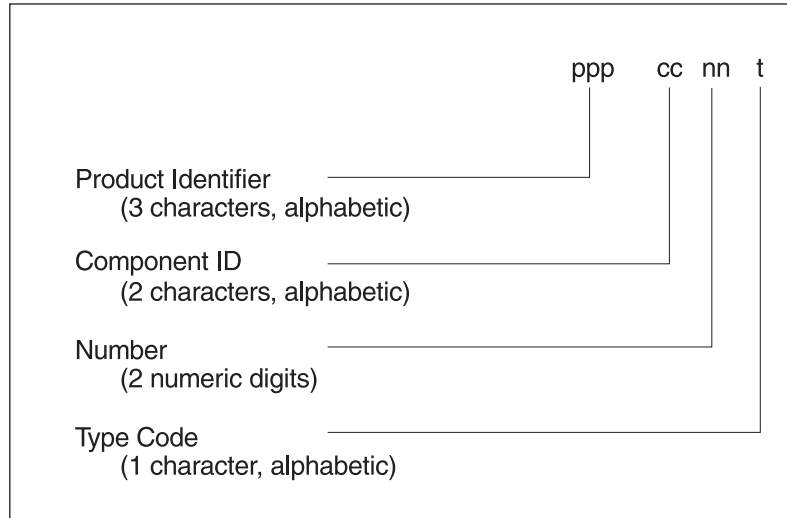 ppp cc nn t
Product Identifier
(3 characters, alphabetic)
Component ID
(2 characters, alphabetic)
Number
(2 numeric digits)
Type Code
(1 character, alphabetic)